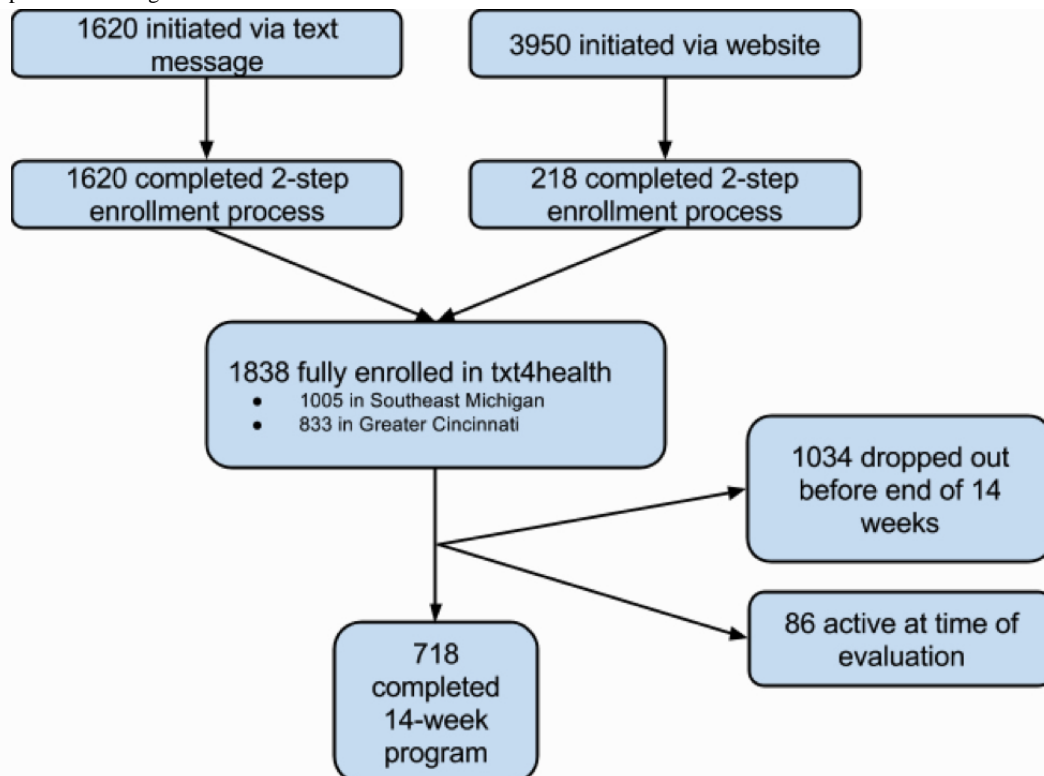 1620 initiated via text
message
3950 initiated via website
1620 completed 2-step
enrollment process
218 completed 2-step
enrollment process
1838 fully enrolled in txt4health
• 1005 in Southeast Michigan
• 833 in Greater Cincinnati
1034 dropped out
before end of 14
weeks
86 active at time of
evaluation
718
completed
14-week
program